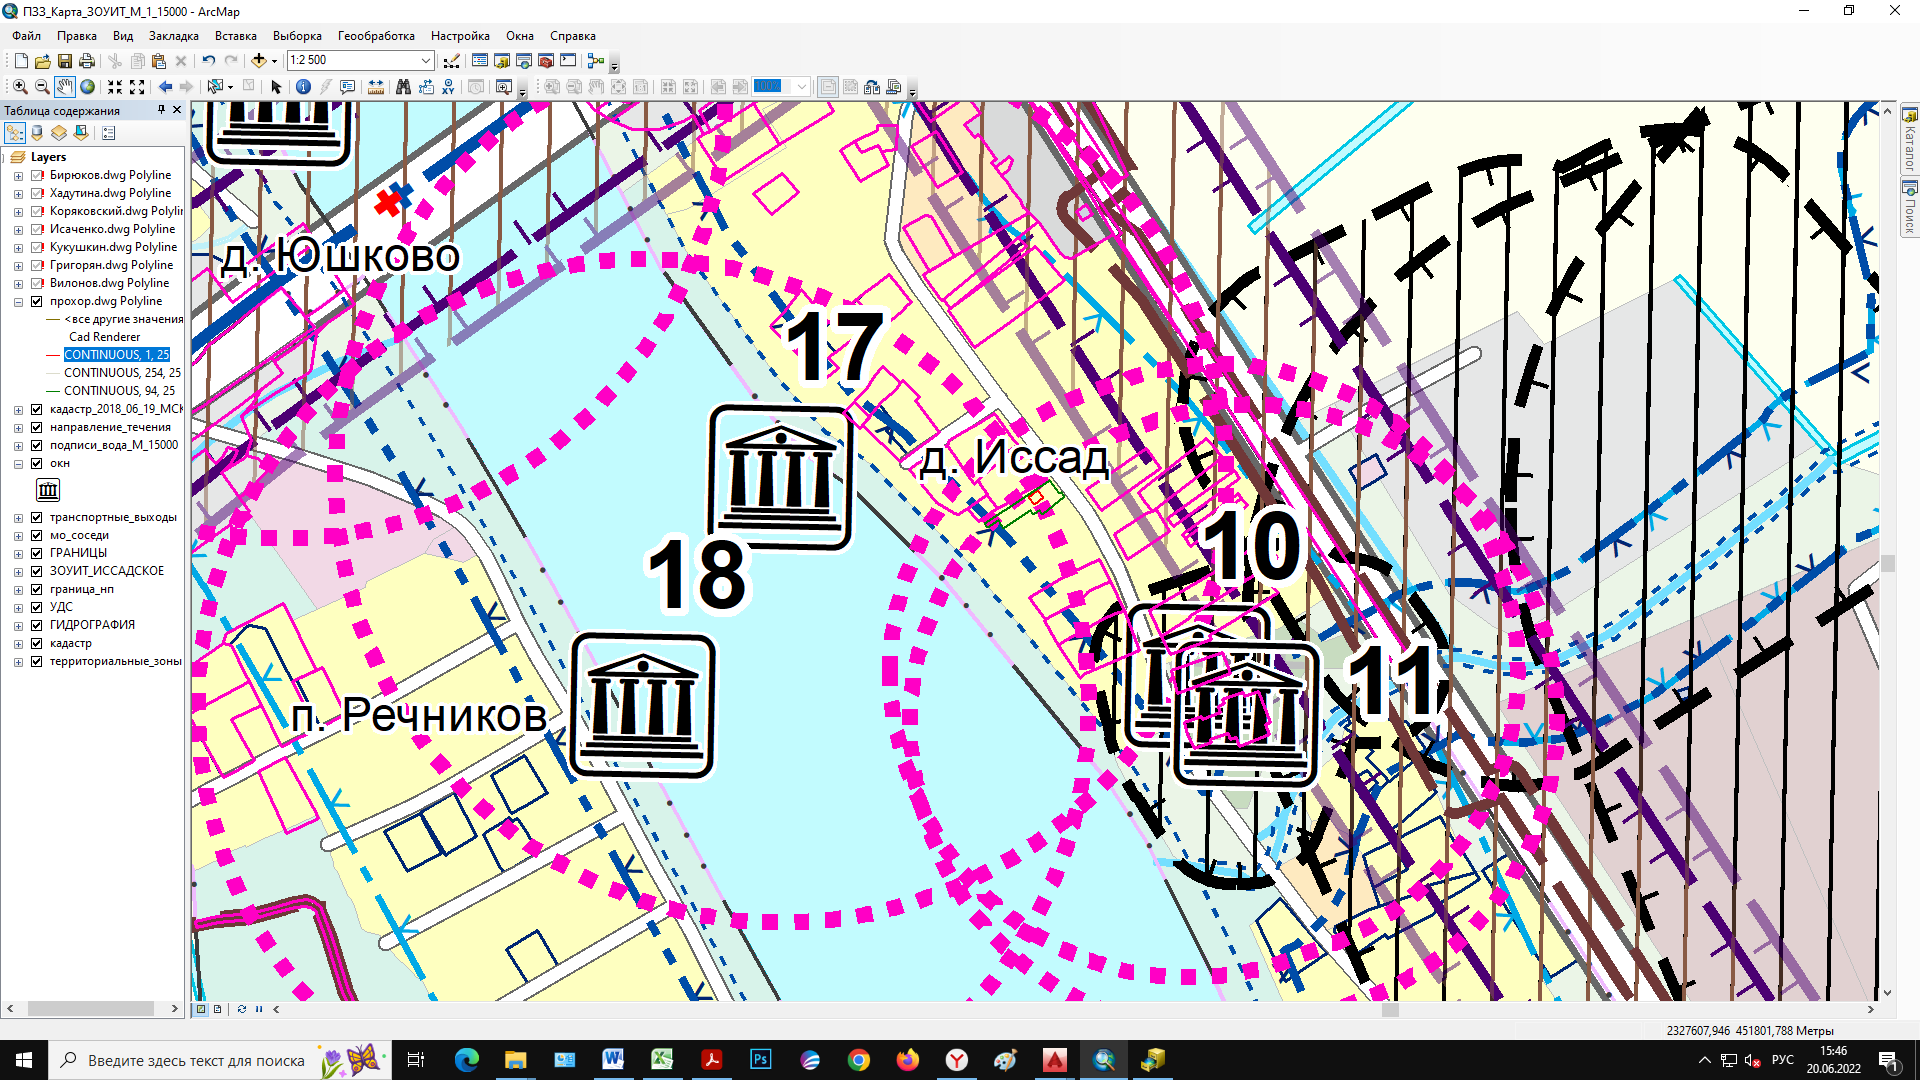 ПЗЗ_Карта_ЗОУИТ_М_1_15000 - ArcMap
Файл Правка Вид Закладка Вставка Выборка Геообработка Настройка Окна Справка
1:2 500
100%
Таблица содержания
Layers
Бирюков.dwg Polyline
Хадутина.dwg Polyline
Коряковский.dwg Polylin
Исаченко.dwg Polyline
Кукушкин.dwg Polyline
Григорян.dwg Polyline
Вилонов.dwg Polyline
прохор.dwg Polyline
<все другие значения
Cad Renderer
CONTINUOUS, 1, 25
CONTINUOUS, 254, 25
CONTINUOUS, 94, 25
кадастр_2018_06_19_МСК
направление_течения
подписи_вода_М_15000
окн
транспортные_выходы
мо_соседи
ГРАНИЦЫ
ЗОУИТ_ИССАДСКОЕ
граница_нп
УДС
ГИДРОГРАФИЯ
кадастр
территориальные_зоны
д. Юшково
17
д. Иссад
10
18
11
п. Речников
Каталог
Поиск
2327607,946 451801,788 Метры
Введите здесь текст для поиска
РУС
15:46
20.06.2022
1